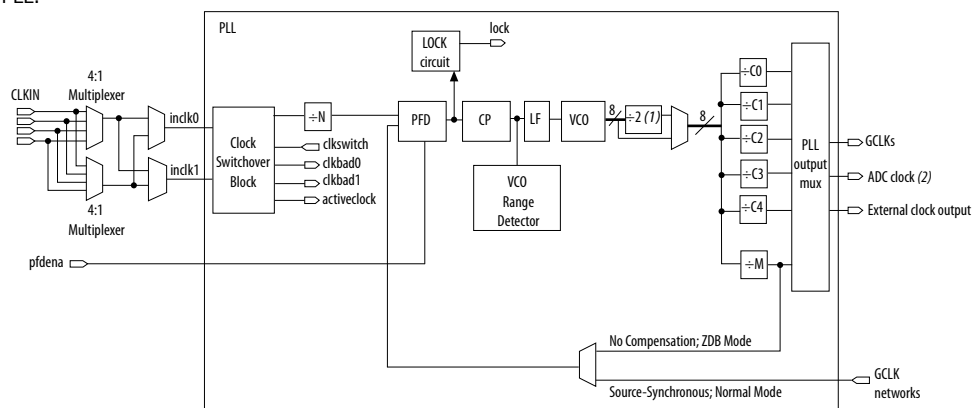 PLL.
PLL
lock
LOCK
circuit
4:1
Multiplexer
CLKIN
inclk0
÷N
PFD
CP
LF
VCO
8
÷2 (1)
8
÷C0
÷C1
÷C2
÷C3
÷C4
÷M
PLL
output
mux
GCLKs
ADC clock (2)
External clock output
Clock
Switchover
Block
clkswitch
clkbad0
clkbad1
activeclock
inclk1
VCO
Range
Detector
4:1
Multiplexer
pfdena
No Compensation; ZDB Mode
Source-Synchronous; Normal Mode
GCLK
networks